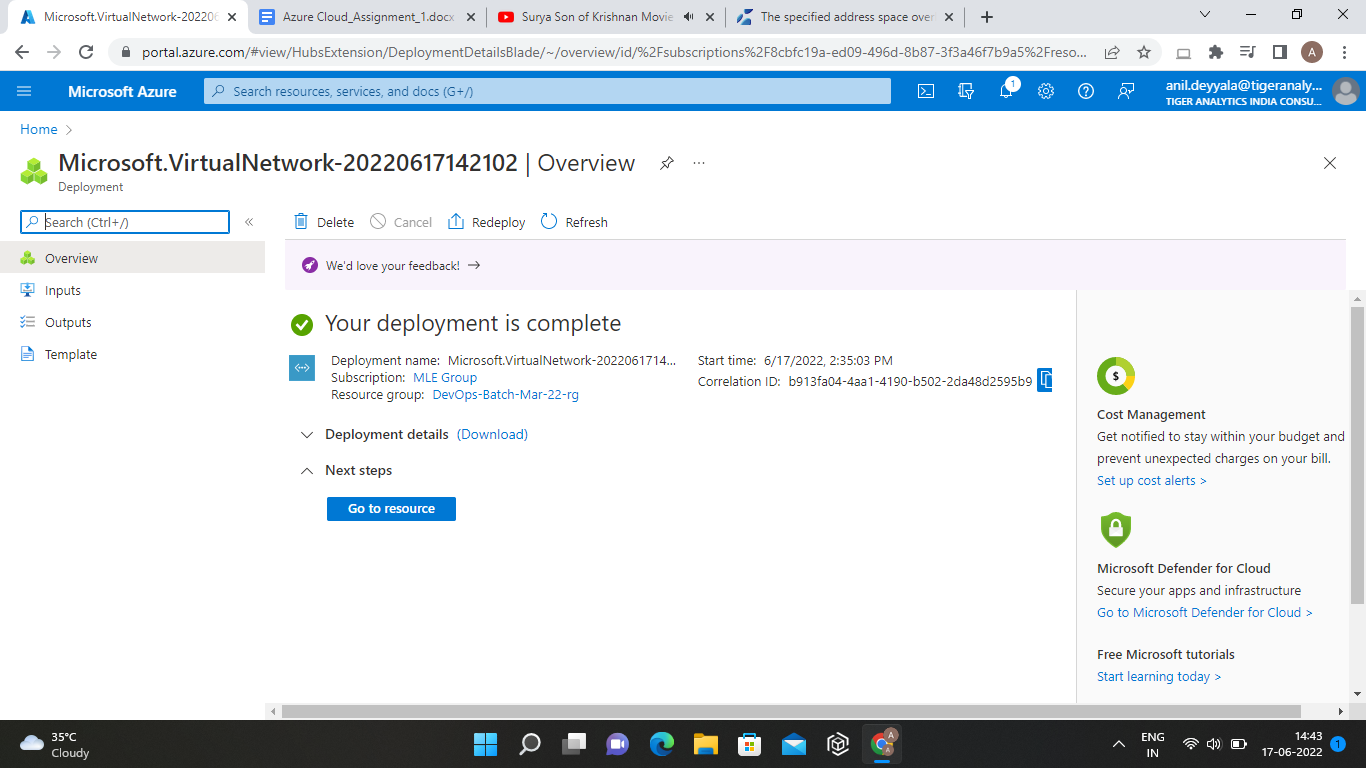 Microsoft.VirtualNetwork-202206
Azure Cloud_Assignment_1.docx
Surya Son of Krishnan Movie
The specified address space over
portal.azure.com/#view/HubsExtension/DeploymentDetailsBlade/~/overview/id/%2Fsubscriptions%2F8cbfc19a-ed09-496d-8b87-3f3a46f7b9a5%2Freso...
A
Microsoft Azure
Search resources, services, and docs (G+/)
1
anil.deyyala@tigeranaly...
TIGER ANALYTICS INDIA CONSU...
Home
Microsoft.VirtualNetwork-20220617142102 | Overview
Deployment
Search (Ctrl+/)
Delete
Cancel
Redeploy
Refresh
Overview
Inputs
Outputs
Template
We'd love your feedback!
Your deployment is complete
Deployment name: Microsoft.VirtualNetwork-2022061714...
Subscription: MLE Group
Resource group: DevOps-Batch-Mar-22-rg
Start time: 6/17/2022, 2:35:03 PM
Correlation ID: b913fa04-4aa1-4190-b502-2da48d2595b9
Deployment details (Download)
Next steps
Go to resource
Cost Management
Get notified to stay within your budget and
prevent unexpected charges on your bill.
Set up cost alerts >
Microsoft Defender for Cloud
Secure your apps and infrastructure
Go to Microsoft Defender for Cloud >
Free Microsoft tutorials
Start learning today >
35°C
Cloudy
A
ENG
IN
14:43
17-06-2022
1